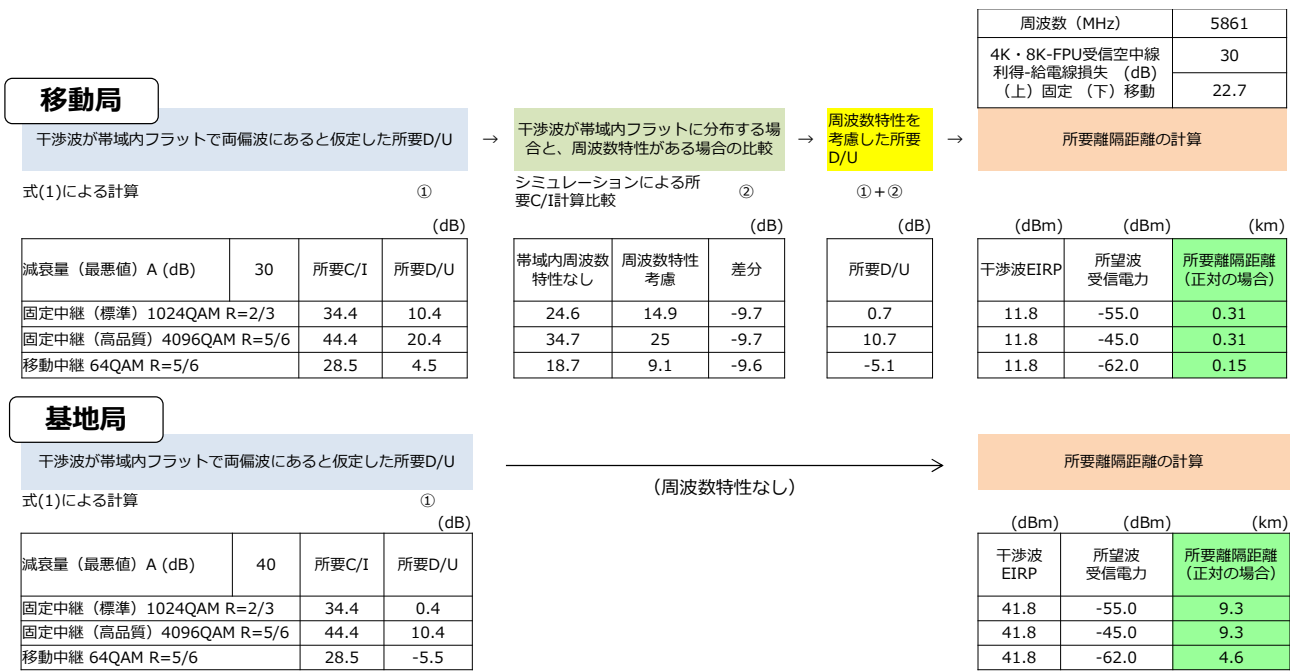 周波数（MHz） 5861
4K・8K-FPU受信空中線 30
利得-給電線損失 (dB)
（上）固定 （下）移動 22.7
移動局
干渉波が帯域内フラットで両偏波にあると仮定した所要D/U
→
干渉波が帯域内フラットに分布する場
合と、周波数特性がある場合の比較
→
周波数特性を
考慮した所要
D/U
→
所要離隔距離の計算
式(1)による計算 ①
シミュレーションによる所
要C/I計算比較 ②
①+②
(dB) (dB) (dB) (dBm) (dBm) (km)
減衰量（最悪値）A (dB) 30 所要C/I 所要D/U
帯域内周波数
特性なし
周波数特性
考慮
差分
所要D/U
干渉波EIRP
所望波
受信電力
所要離隔距離
（正対の場合）
固定中継（標準）1024QAM R=2/3 34.4 10.4 24.6 14.9 -9.7 0.7 11.8 -55.0 0.31
固定中継（高品質）4096QAM R=5/6 44.4 20.4 34.7 25 -9.7 10.7 11.8 -45.0 0.31
移動中継 64QAM R=5/6 28.5 4.5 18.7 9.1 -9.6 -5.1 11.8 -62.0 0.15
基地局
干渉波が帯域内フラットで両偏波にあると仮定した所要D/U
（周波数特性なし）
所要離隔距離の計算
式(1)による計算 ①
(dB) (dBm) (dBm) (km)
減衰量（最悪値）A (dB) 40 所要C/I 所要D/U
干渉波
EIRP
所望波
受信電力
所要離隔距離
（正対の場合）
固定中継（標準）1024QAM R=2/3 34.4 0.4 41.8 -55.0 9.3
固定中継（高品質）4096QAM R=5/6 44.4 10.4 41.8 -45.0 9.3
移動中継 64QAM R=5/6 28.5 -5.5 41.8 -62.0 4.6